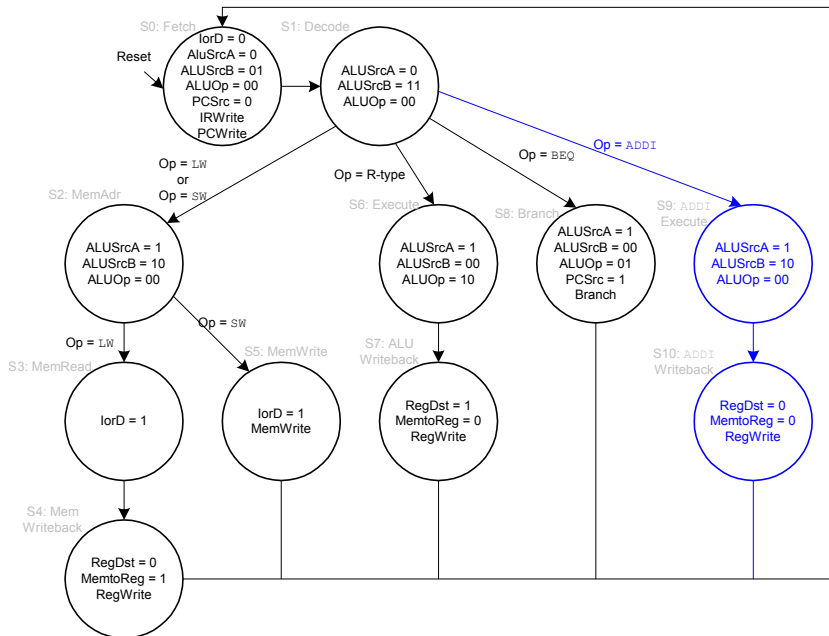 S0: Fetch
IorD = 0
AluSrcA = 0
ALUSrcB = 01
ALUOp = 00
PCSrc = 0
IRWrite
PCWrite
Reset
S1: Decode
ALUSrcA = 0
ALUSrcB = 11
ALUOp = 00
Op = LW
or
Op = SW
Op = R-type
Op = BEQ
Op = ADDI
S2: MemAdr
ALUSrcA = 1
ALUSrcB = 10
ALUOp = 00
S6: Execute
ALUSrcA = 1
ALUSrcB = 00
ALUOp = 10
S8: Branch
ALUSrcA = 1
ALUSrcB = 00
ALUOp = 01
PCSrc = 1
Branch
S9: ADDI
Execute
ALUSrcA = 1
ALUSrcB = 10
ALUOp = 00
Op = LW
Op = SW
S3: MemRead
IorD = 1
S5: MemWrite
IorD = 1
MemWrite
S7: ALU
Writeback
RegDst = 1
MemtoReg = 0
RegWrite
S10: ADDI
Writeback
RegDst = 0
MemtoReg = 0
RegWrite
S4: Mem
Writeback
RegDst = 0
MemtoReg = 1
RegWrite